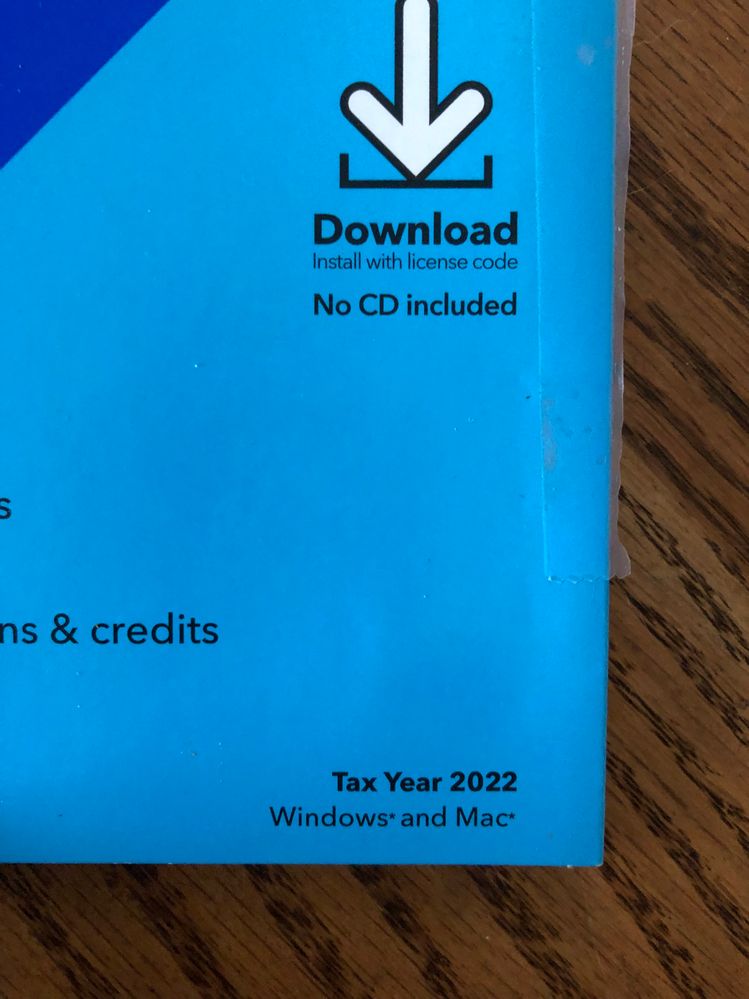 Download
Install with license code
No CD included
s
ns & credits
Tax Year 2022
Windows* and Mac*